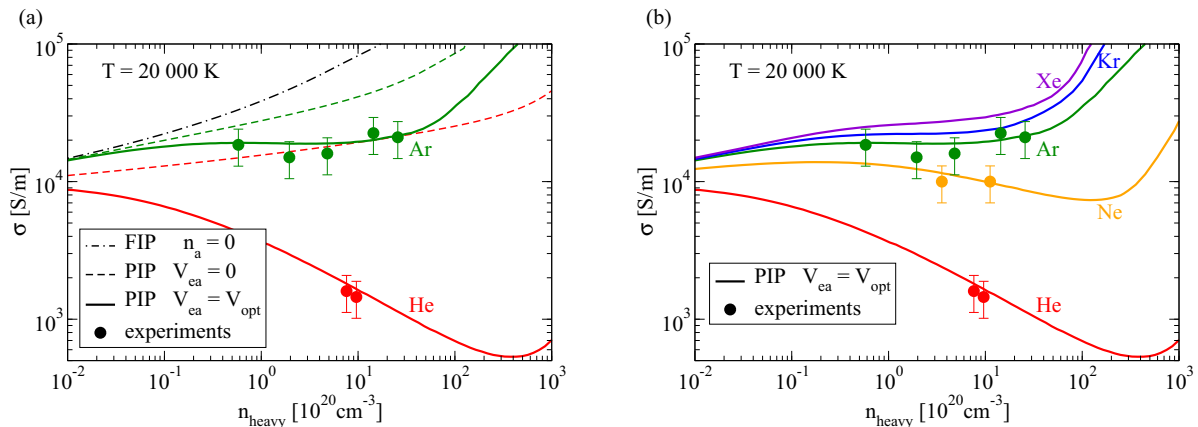 (a)
T = 20 000 K
σ [S/m]
10^5
10^4
10^3
10^-2
10^-1
10^0
10^1
10^2
10^3
n_heavy [10^20 cm^-3]
Ar
He
FIP n_a = 0
PIP V_ea = 0
PIP V_ea = V_opt
experiments
(b)
T = 20 000 K
σ [S/m]
10^5
10^4
10^3
10^-2
10^-1
10^0
10^1
10^2
10^3
n_heavy [10^20 cm^-3]
Xe
Kr
Ar
Ne
He
PIP V_ea = V_opt
experiments